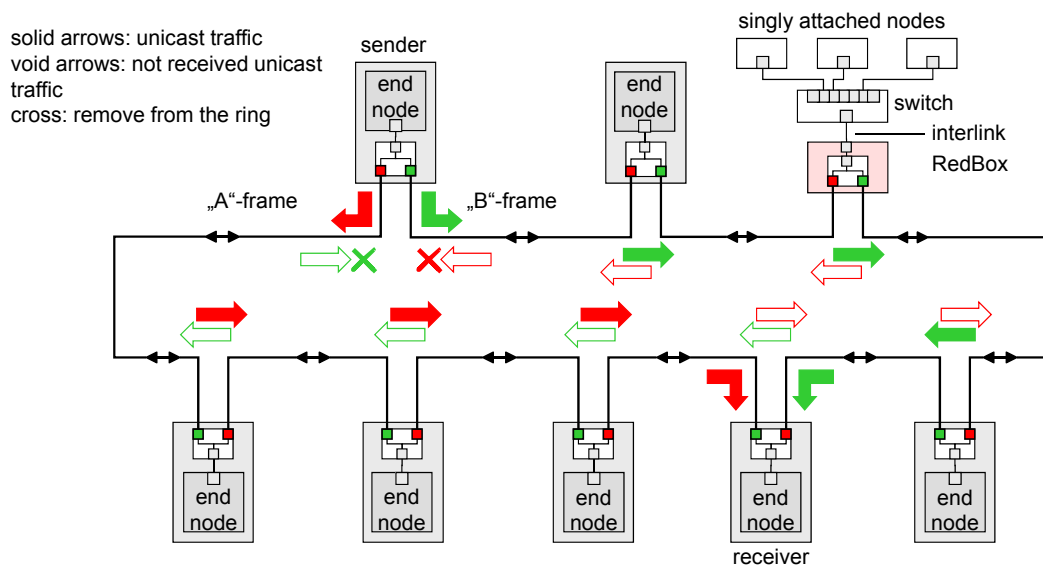 solid arrows: unicast traffic
void arrows: not received unicast
traffic
cross: remove from the ring
sender
singly attached nodes
end
node
end
node
switch
interlink
RedBox
„A“-frame
„B“-frame
end
node
end
node
end
node
end
node
end
node
receiver